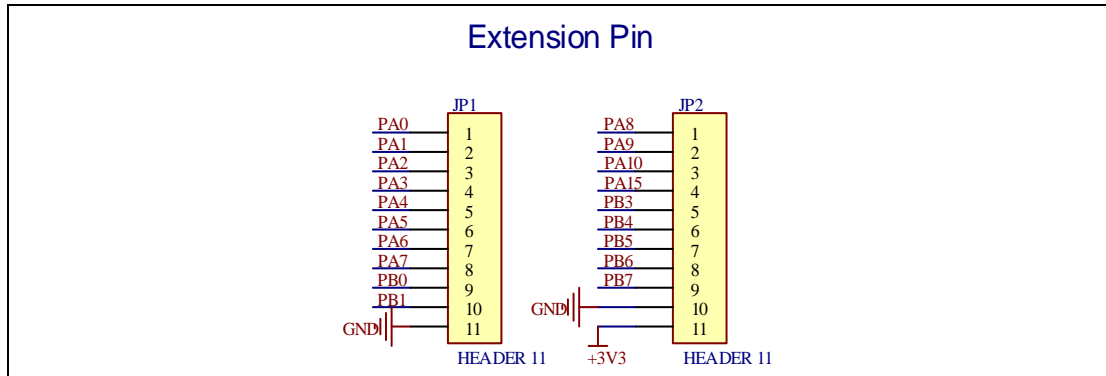 Extension Pin
JP1
PA0 1
PA1 2
PA2 3
PA3 4
PA4 5
PA5 6
PA6 7
PA7 8
PB0 9
PB1 10
GND 11
HEADER 11
JP2
PA8 1
PA9 2
PA10 3
PA15 4
PB3 5
PB4 6
PB5 7
PB6 8
PB7 9
GND 10
+3V3 11
HEADER 11